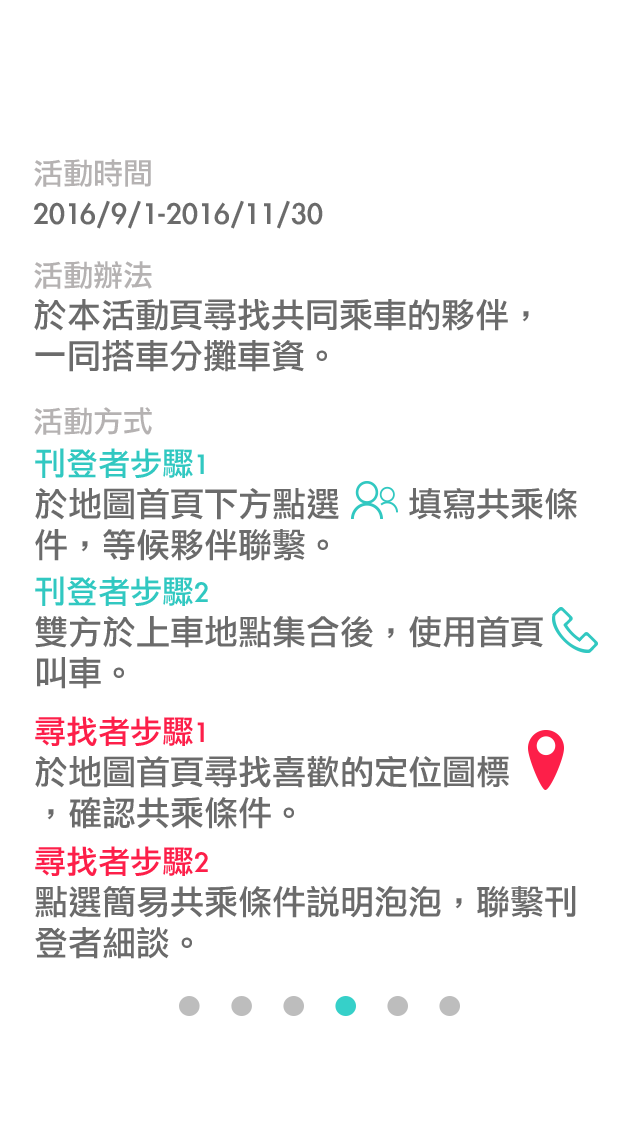 活動時間
2016/9/1-2016/11/30
活動辦法
於本活動頁尋找共同乘車的夥伴，
一同搭車分攤車資。
活動方式
刊登者步驟1
於地圖首頁下方點選 填寫共乘條
件，等候夥伴聯繫。
刊登者步驟2
雙方於上車地點集合後，使用首頁
叫車。
尋找者步驟1
於地圖首頁尋找喜歡的定位圖標
，確認共乘條件。
尋找者步驟2
點選簡易共乘條件説明泡泡，聯繫刊
登者細談。